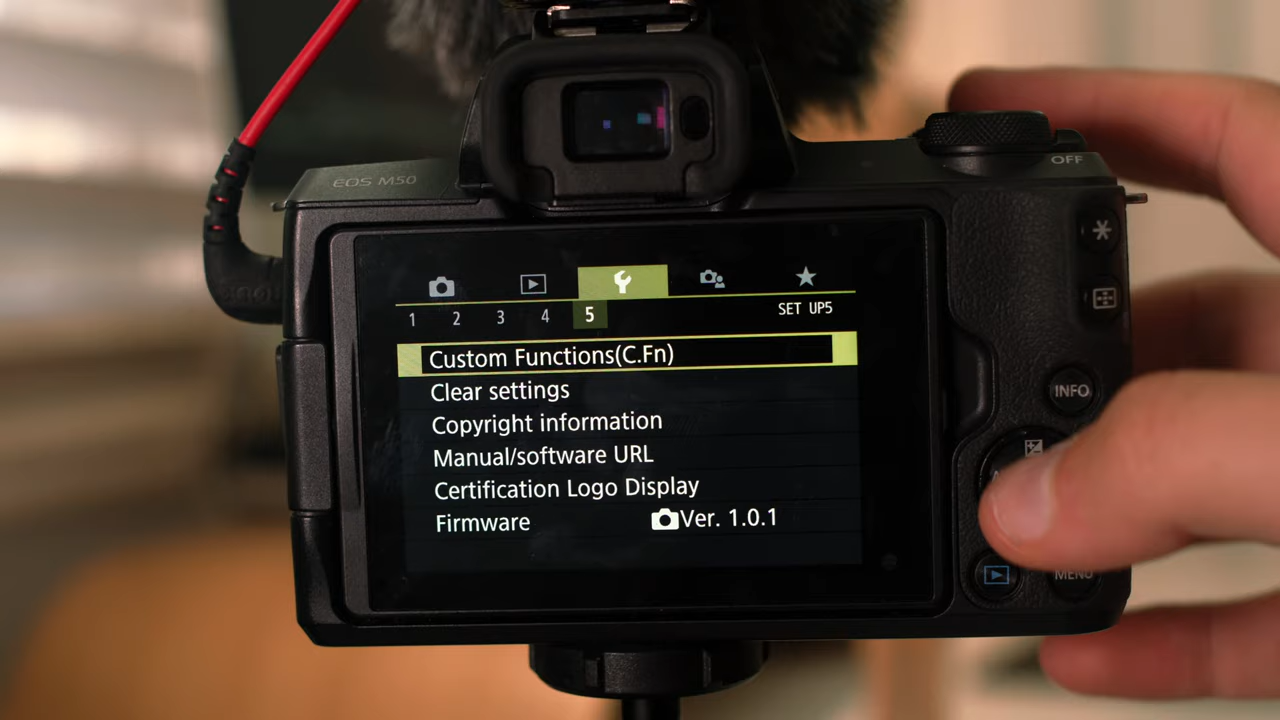 EOS M50
OFF
1 2 3 4 5 SET UP5
Custom Functions(C.Fn)
Clear settings
Copyright information
Manual/software URL
Certification Logo Display
Firmware Ver. 1.0.1
INFO
MENU